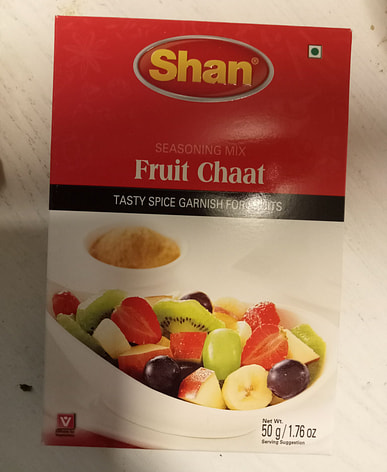 Shan®
SEASONING MIX
Fruit Chaat
TASTY SPICE GARNISH FOR FRUITS
Net Wt.
50 g / 1.76 oz
Serving Suggestion
V